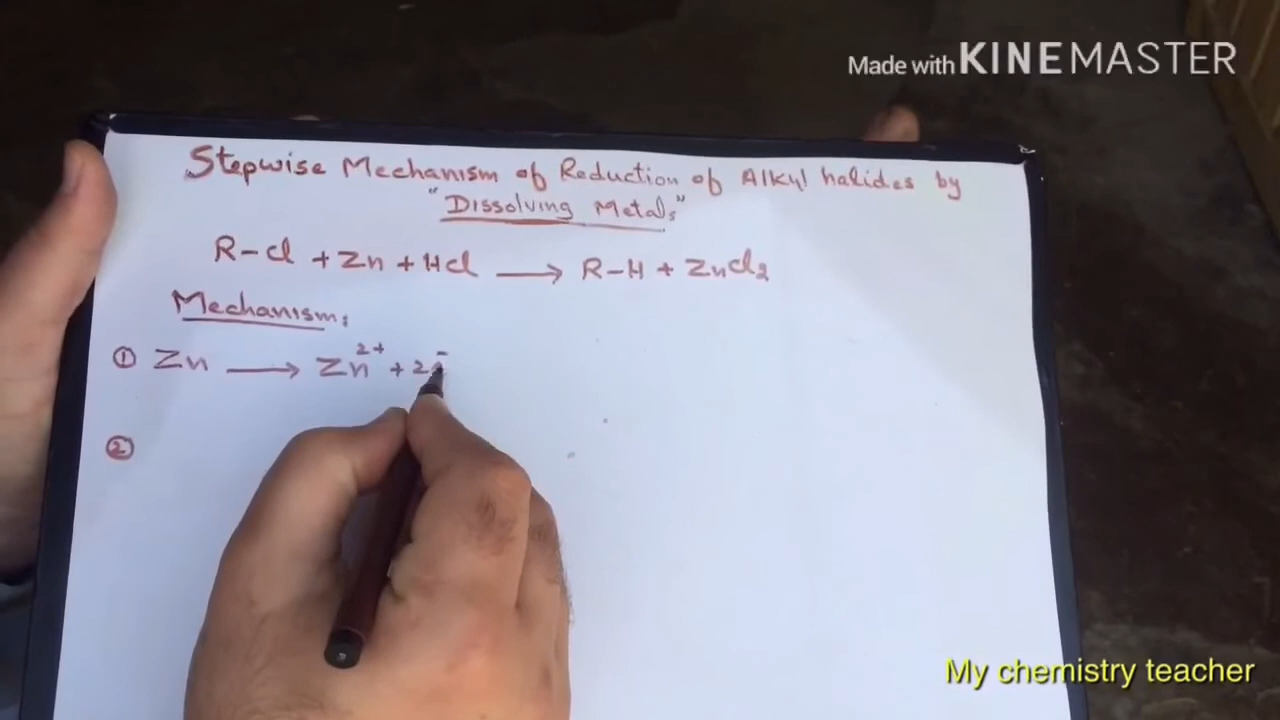 Made with KINEMASTER
Stepwise Mechanism of Reduction of Alkyl halides by
"Dissolving Metals"
R-Cl + Zn + HCl ⟶ R-H + ZnCl₂
Mechanism:
① Zn ⟶ Zn²⁺ + 2e⁻
②
My chemistry teacher